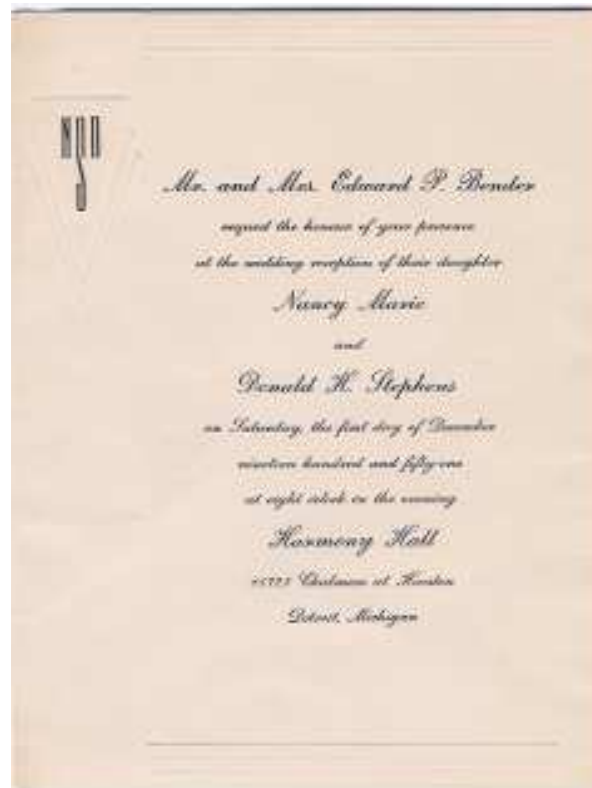 N D
S
Mr. and Mrs. Edward P. Bender
request the honour of your presence
at the wedding reception of their daughter
Nancy Marie
and
Donald H. Stephens
on Saturday, the first day of December
nineteen hundred and fifty-one
at eight o'clock in the evening
Harmony Hall
at Houston
Detroit, Michigan